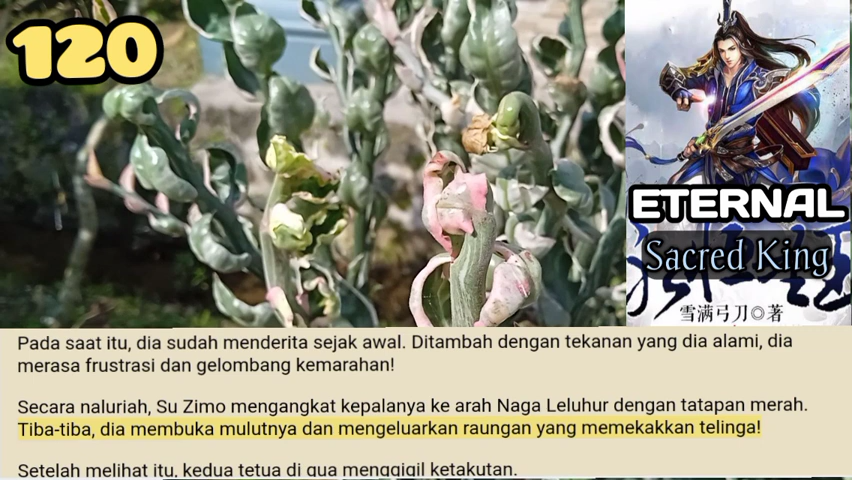 120
ETERNAL
Sacred King
雪满弓刀◎著
Pada saat itu, dia sudah menderita sejak awal. Ditambah dengan tekanan yang dia alami, dia
merasa frustrasi dan gelombang kemarahan!
Secara naluriah, Su Zimo mengangkat kepalanya ke arah Naga Leluhur dengan tatapan merah.
Tiba-tiba, dia membuka mulutnya dan mengeluarkan raungan yang memekakkan telinga!
Setelah melihat itu, kedua tetua di gua menggigil ketakutan.